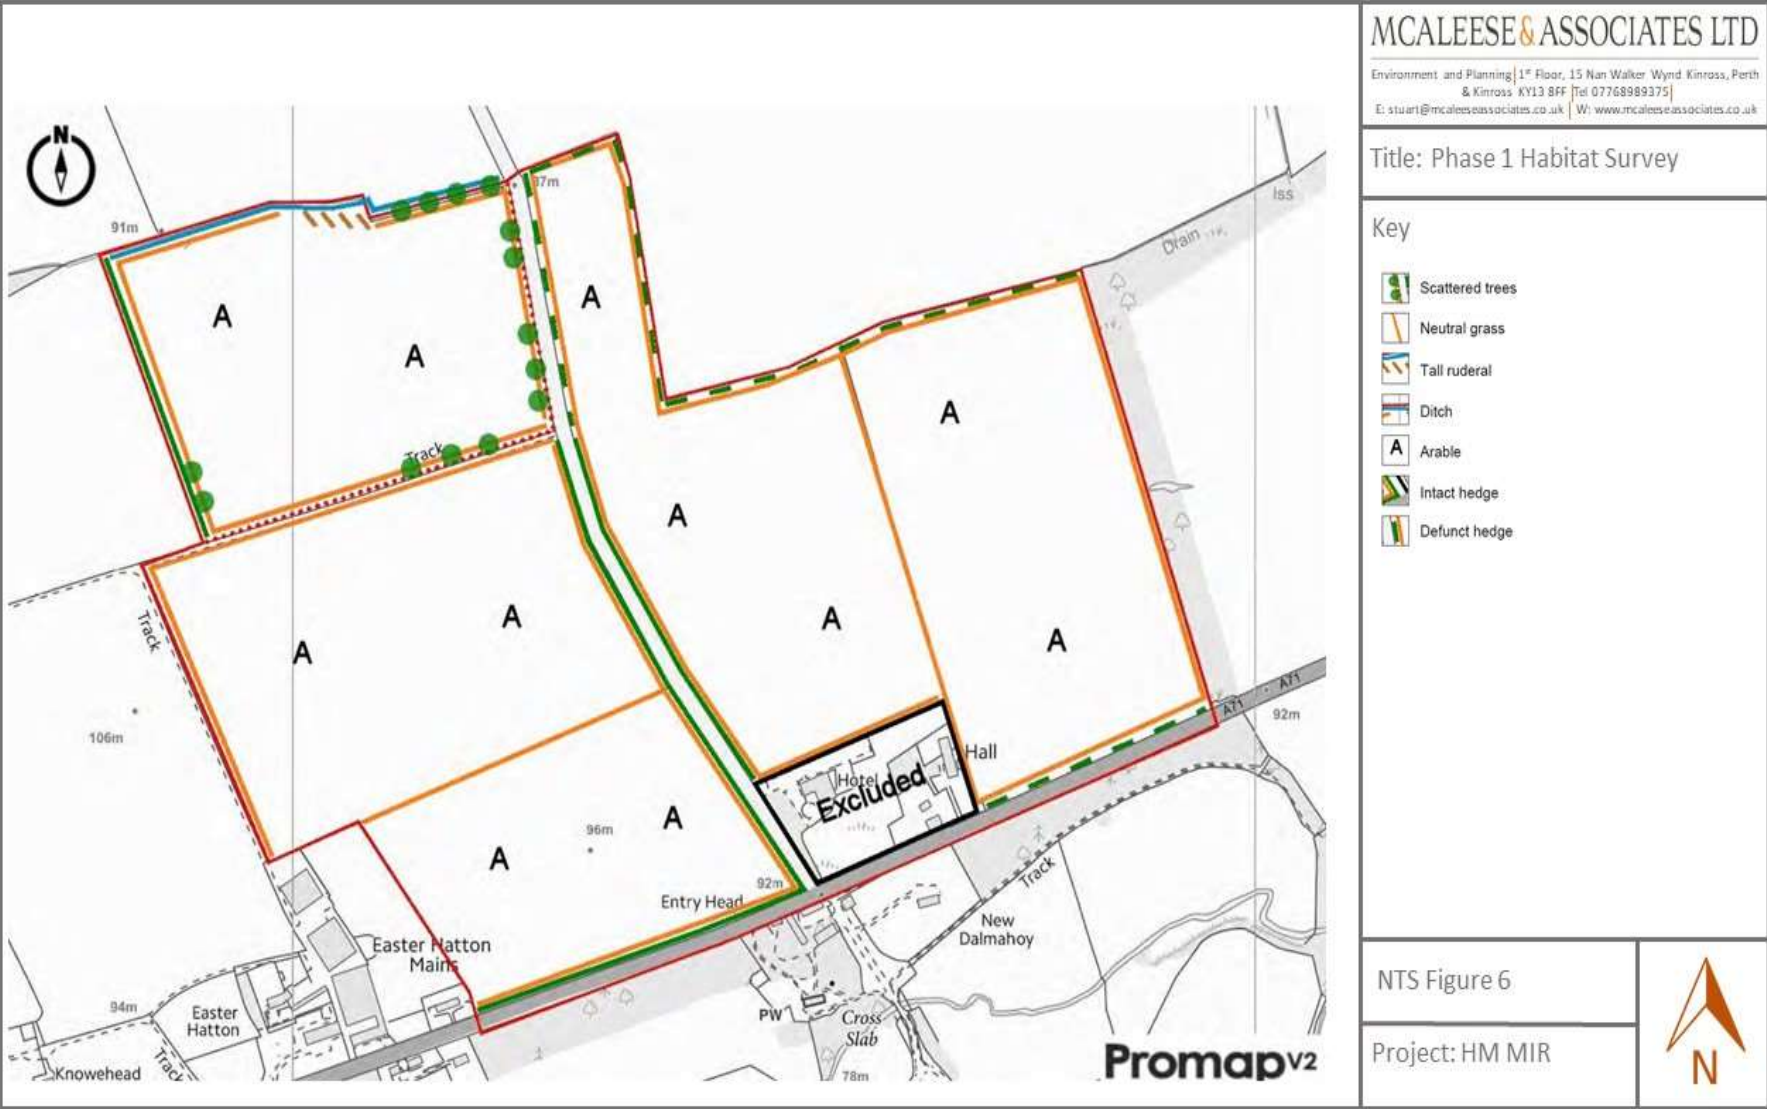 MCALEESE&ASSOCIATES LTD
Environment and Planning| 1st Floor, 15 Nan Walker Wynd Kinross, Perth
& Kinross KY13 8FF |Tel 07768989375|
E: stuart@mcaleeseassociates.co.uk | W: www.mcaleeseassociates.co.uk
Title: Phase 1 Habitat Survey
Key
Scattered trees
Neutral grass
Tall ruderal
Ditch
A Arable
Intact hedge
Defunct hedge
NTS Figure 6
Project: HM MIR
N
N
91m
Iss
Drain
A
A
A
A
Track
A
A
A
A
A
A
Track
106m
A71
A71
92m
Hall
Hotel
Excluded
A
A
96m
92m
Entry Head
Track
New
Dalmahoy
Easter Hatton
Mains
94m
Easter
Hatton
PW
Cross
Slab
Knowehead
Track
78m
Promapv2